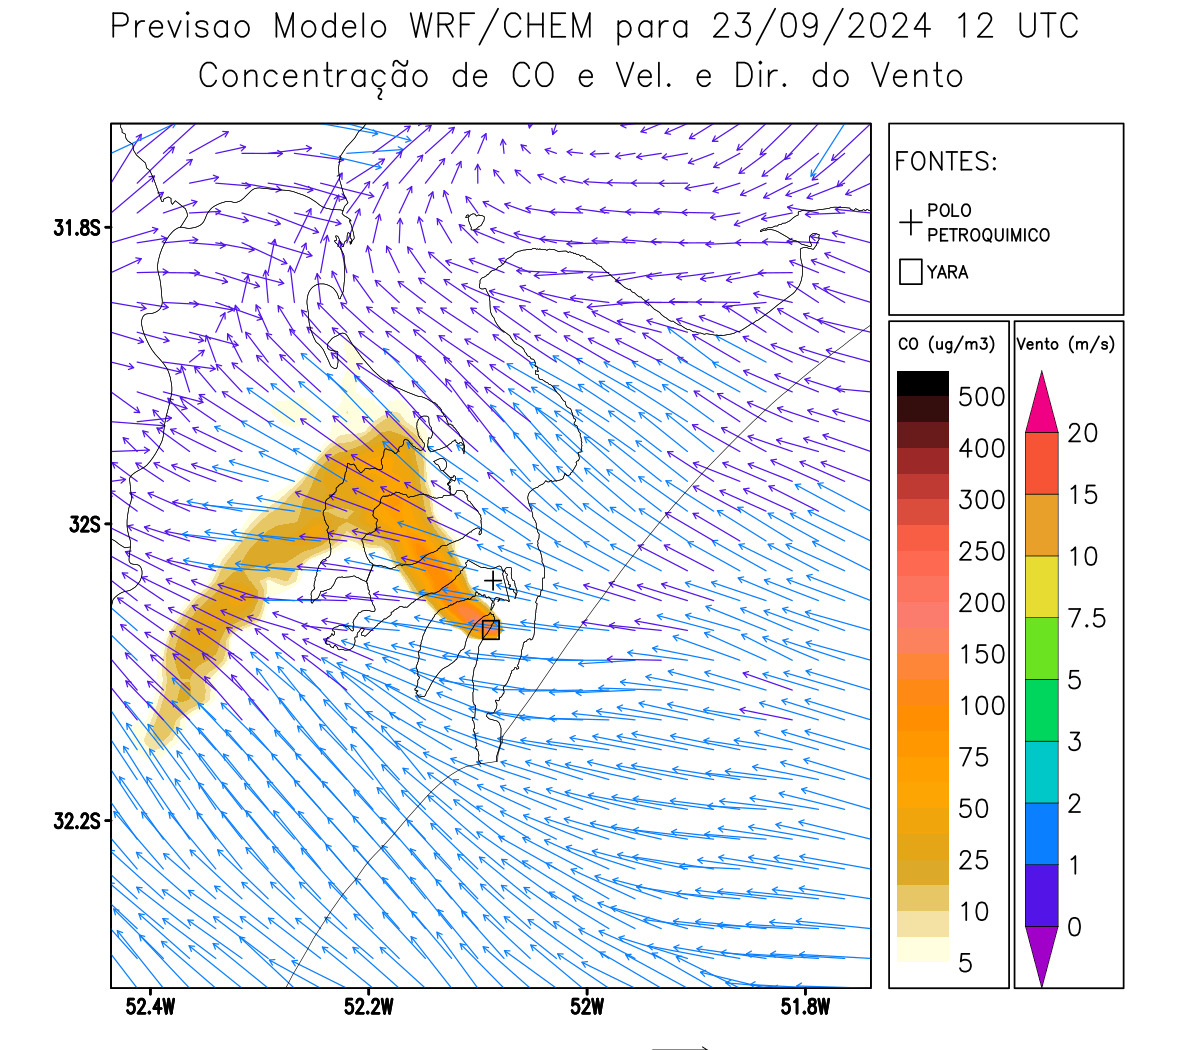 Previsao Modelo WRF/CHEM para 23/09/2024 12 UTC
Concentração de CO e Vel. e Dir. do Vento
FONTES:
POLO
PETROQUIMICO
YARA
31.8S
32S
32.2S
52.4W
52.2W
52W
51.8W
CO (ug/m3)
500
400
300
250
200
150
100
75
50
25
10
5
Vento (m/s)
20
15
10
7.5
5
3
2
1
0